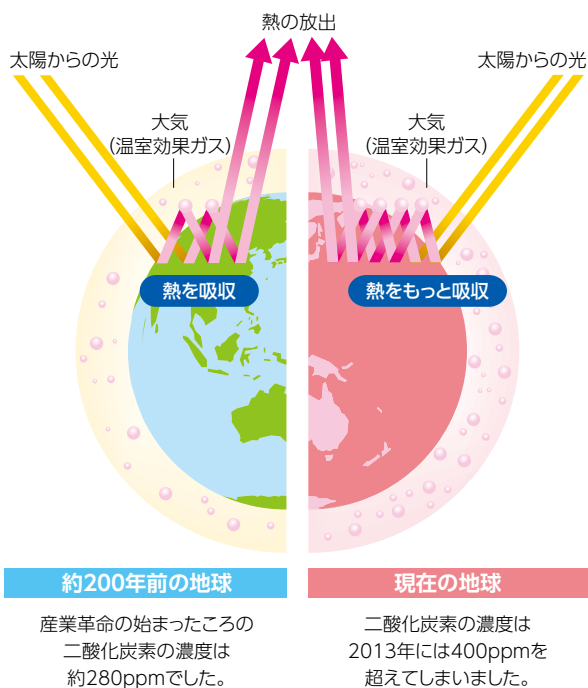 熱の放出
太陽からの光
太陽からの光
大気
(温室効果ガス)
大気
(温室効果ガス)
熱を吸収
熱をもっと吸収
約200年前の地球
産業革命の始まったころの
二酸化炭素の濃度は
約280ppmでした。
現在の地球
二酸化炭素の濃度は
2013年には400ppmを
超えてしまいました。